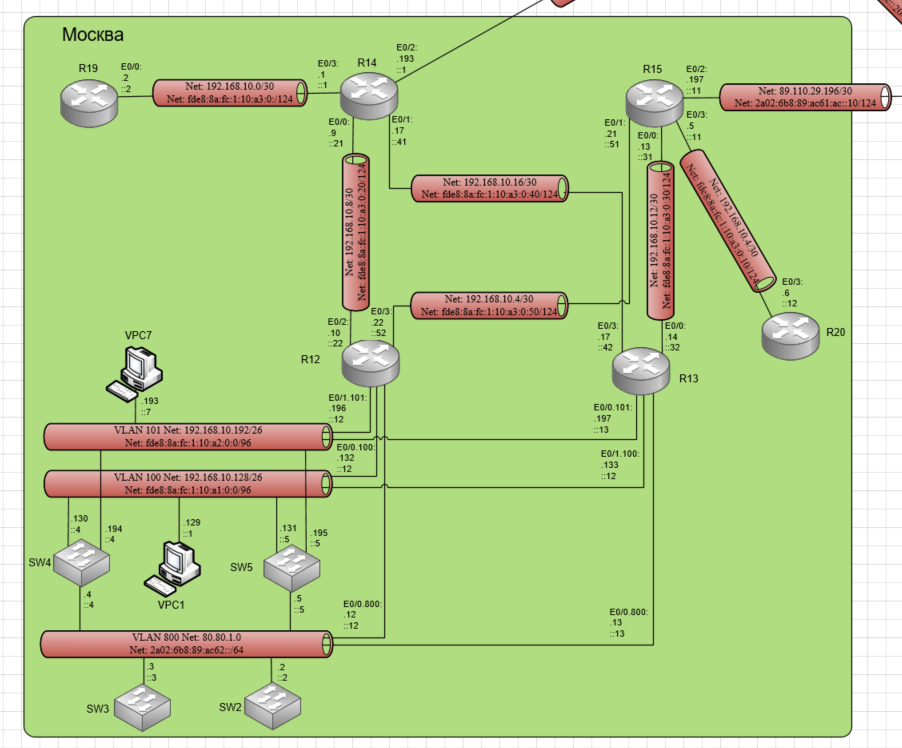 Москва
R19
E0/0:
.2
::2
Net: 192.168.10.0/30
Net: fde8:8a:fc:1:10:a3:0:/124
E0/3:
.1
::1
R14
E0/2:
.193
::1
E0/0:
.9
::21
E0/1:
.17
::41
R15
E0/2:
.197
::11
Net: 89.110.29.196/30
Net: 2a02:6b8:89:ac61:ac::10/124
E0/3:
.5
::11
E0/1:
.21
::51
E0/0:
.13
::31
Net: 192.168.10.8/30
Net: fde8:8a:fc:1:10:a3:0:20/124
Net: 192.168.10.16/30
Net: fde8:8a:fc:1:10:a3:0:40/124
Net: 192.168.10.12/30
Net: fde8:8a:fc:1:10:a3:0:30/124
Net: 192.168.10.4/30
Net: fde8:8a:fc:1:10:a3:0:10/124
Net: 192.168.10.4/30
Net: fde8:8a:fc:1:10:a3:0:50/124
E0/3:
.6
::12
R20
E0/2:
.10
::22
E0/3:
.22
::52
R12
E0/3:
.17
::42
E0/0:
.14
::32
R13
VPC7
.193
::7
E0/1.101:
.196
::12
E0/0.101:
.197
::13
VLAN 101 Net: 192.168.10.192/26
Net: fde8:8a:fc:1:10:a2:0:0/96
E0/0.100:
.132
::12
E0/1.100:
.133
::12
VLAN 100 Net: 192.168.10.128/26
Net: fde8:8a:fc:1:10:a1:0:0/96
.130
::4
.194
::4
.129
::1
.131
::5
.195
::5
SW4
VPC1
SW5
.4
::4
.5
::5
E0/0.800:
.12
::12
E0/0.800:
.13
::13
VLAN 800 Net: 80.80.1.0
Net: 2a02:6b8:89:ac62::/64
.3
::3
.2
::2
SW3
SW2